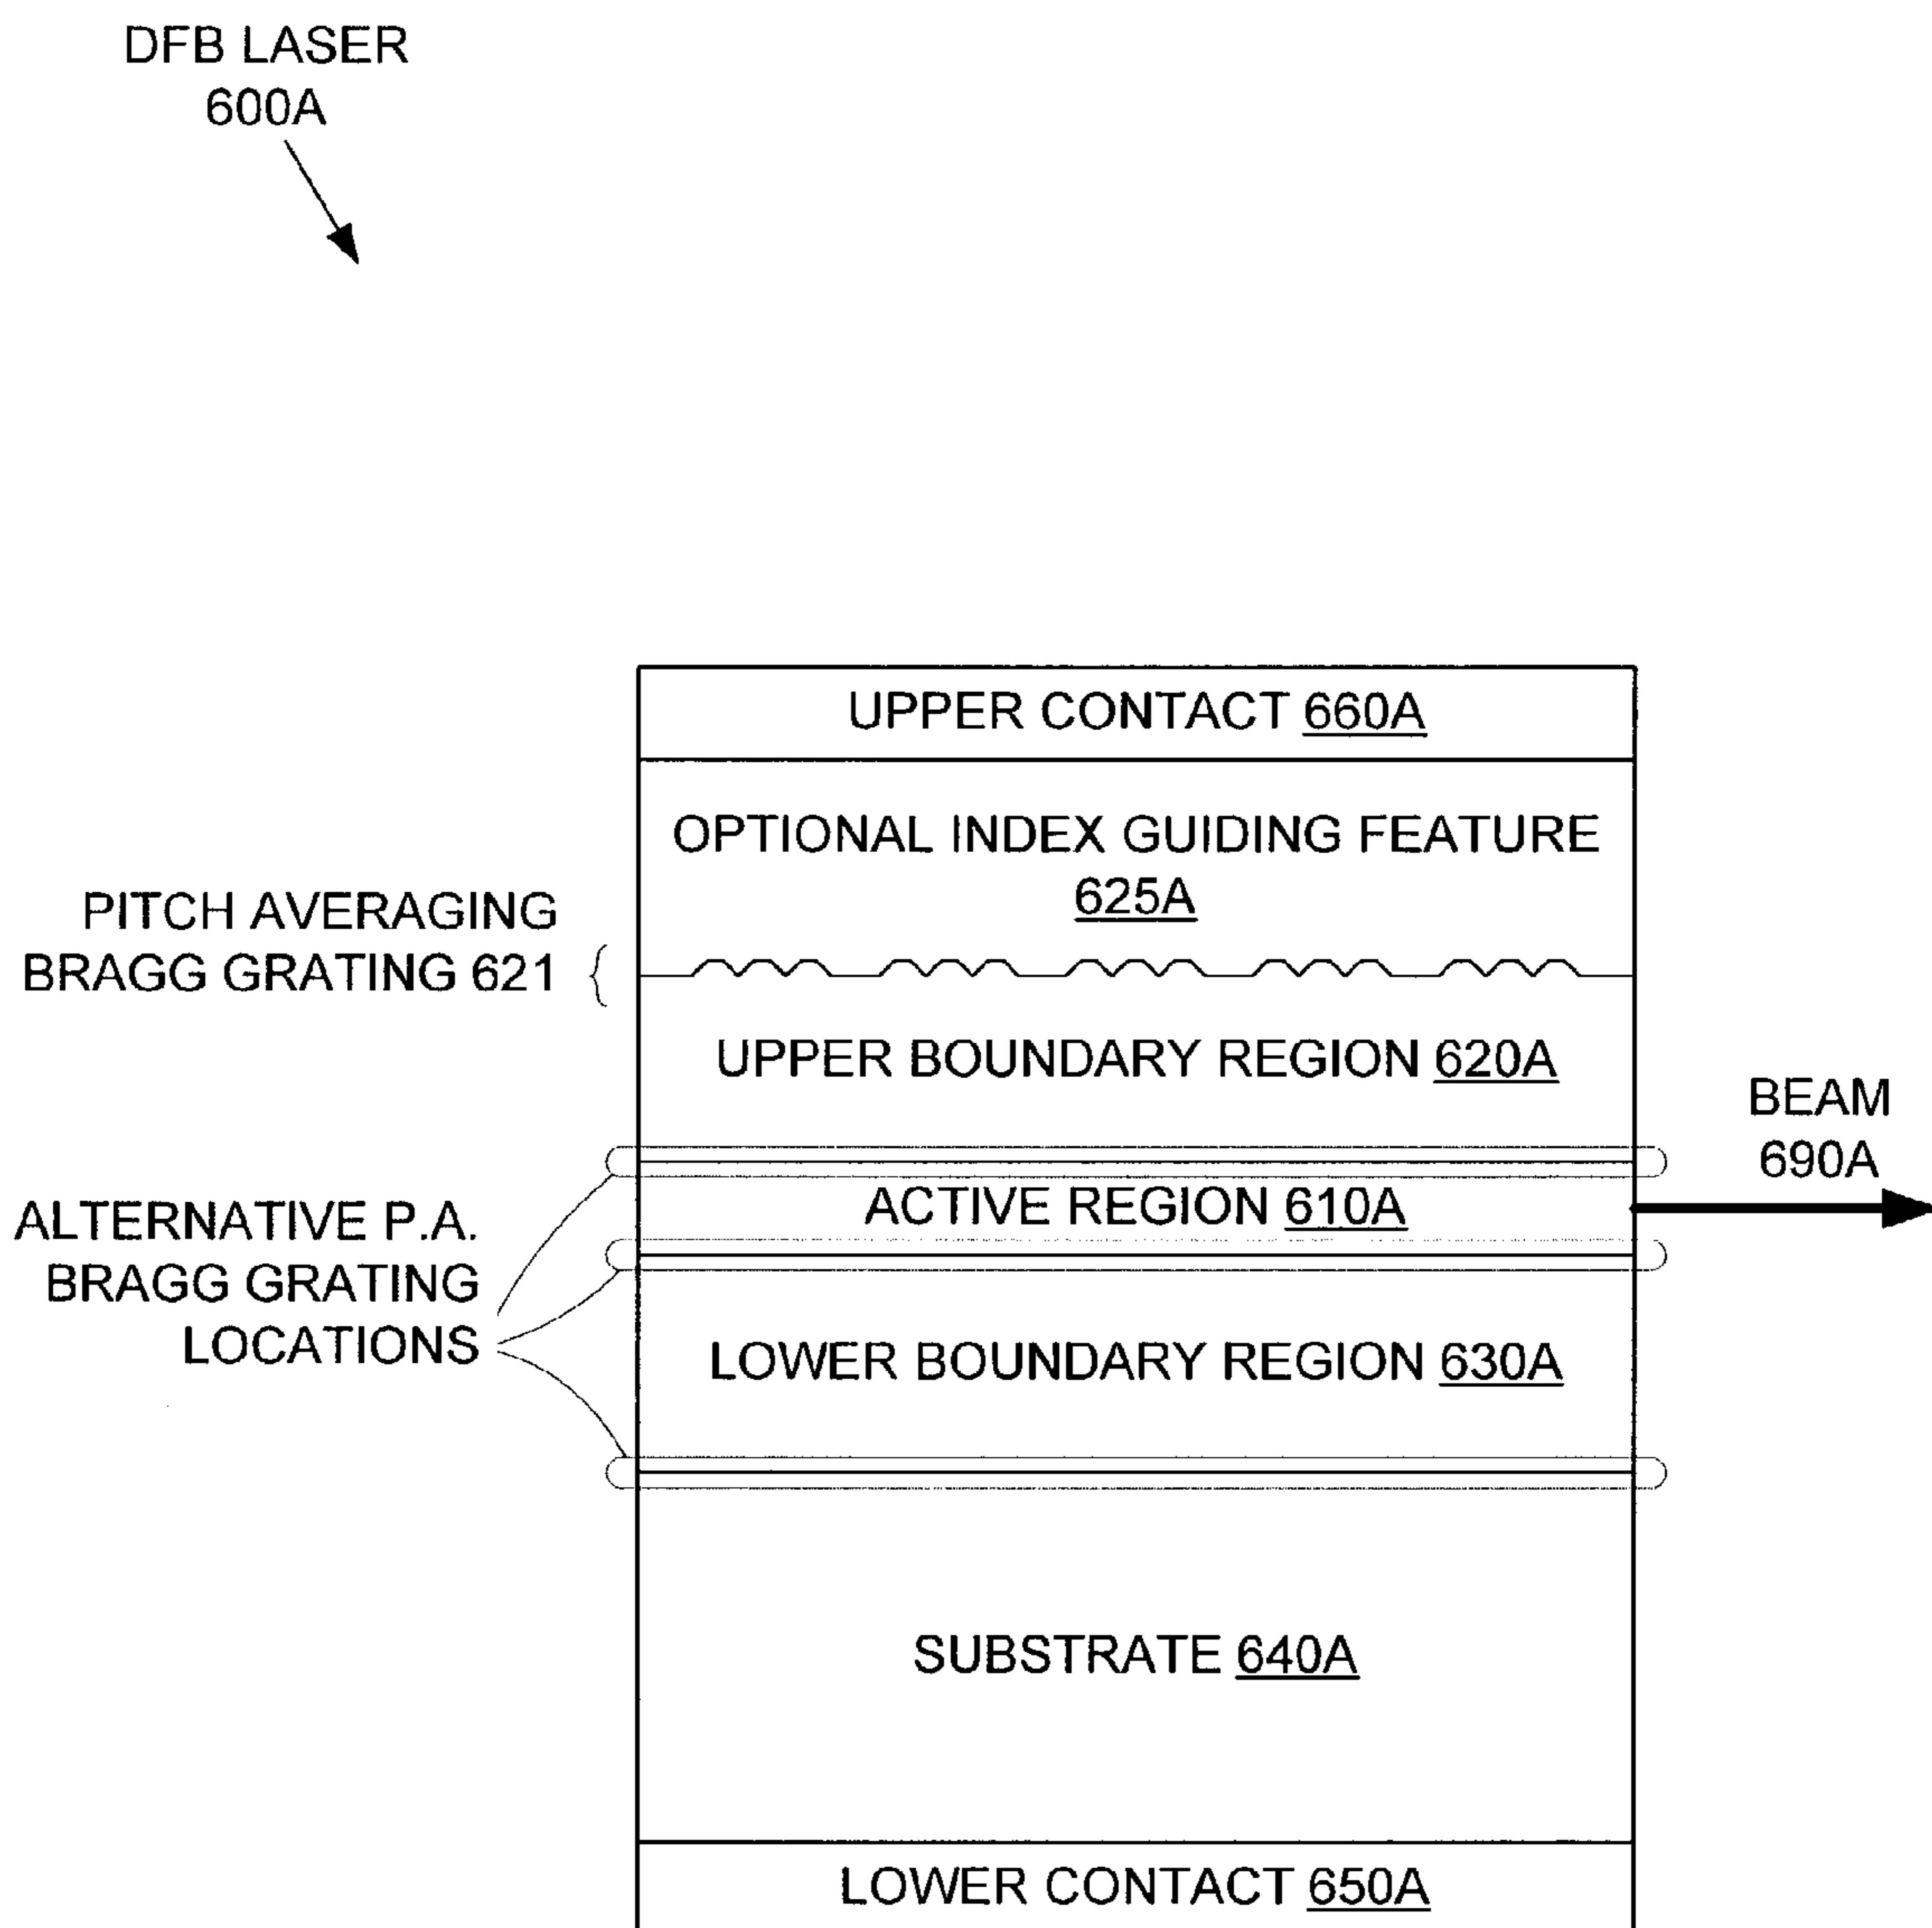 DFB LASER
600A
UPPER CONTACT 660A
OPTIONAL INDEX GUIDING FEATURE
625A
PITCH AVERAGING
BRAGG GRATING 621
UPPER BOUNDARY REGION 620A
BEAM
690A
ACTIVE REGION 610A
ALTERNATIVE P.A.
BRAGG GRATING
LOCATIONS
LOWER BOUNDARY REGION 630A
SUBSTRATE 640A
LOWER CONTACT 650A